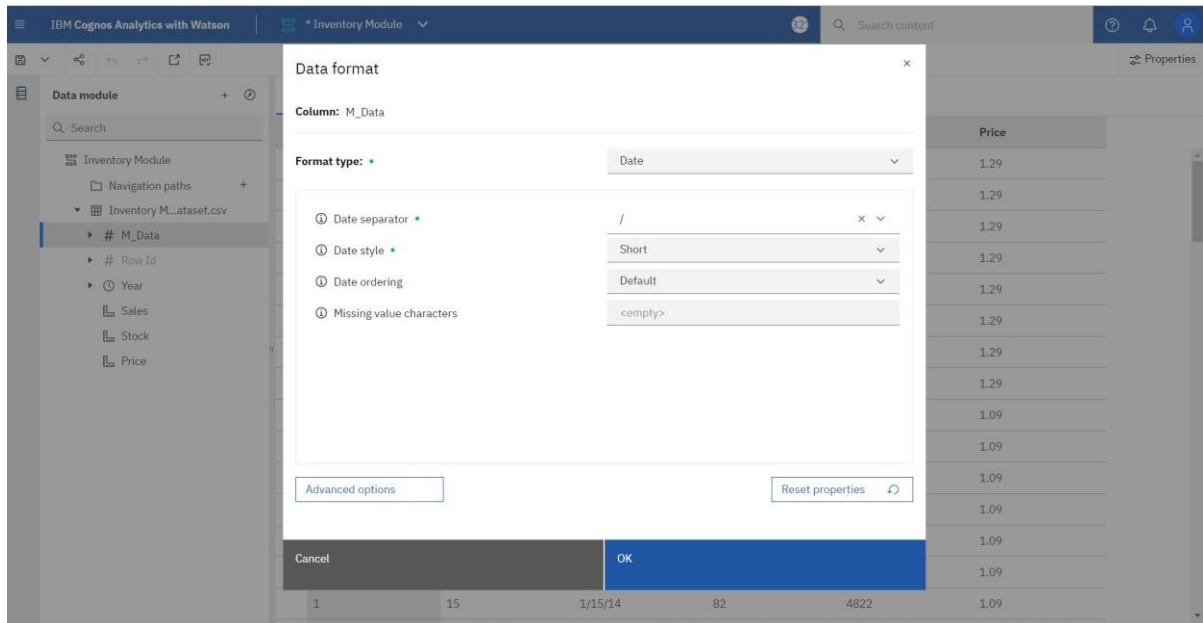 IBM Cognos Analytics with Watson
* Inventory Module
32
Search content
Properties
Data module
Search
Inventory Module
Navigation paths
Inventory M...ataset.csv
# M_Data
# Row Id
Year
Sales
Stock
Price
Data format
Column: M_Data
Format type:
Date
Date separator
/
Date style
Short
Date ordering
Default
Missing value characters
<empty>
Advanced options
Reset properties
Cancel
OK
Price
1.29
1.29
1.29
1.29
1.29
1.29
1.29
1.29
1.09
1.09
1.09
1.09
1.09
1.09
1 15 1/15/14 82 4822 1.09